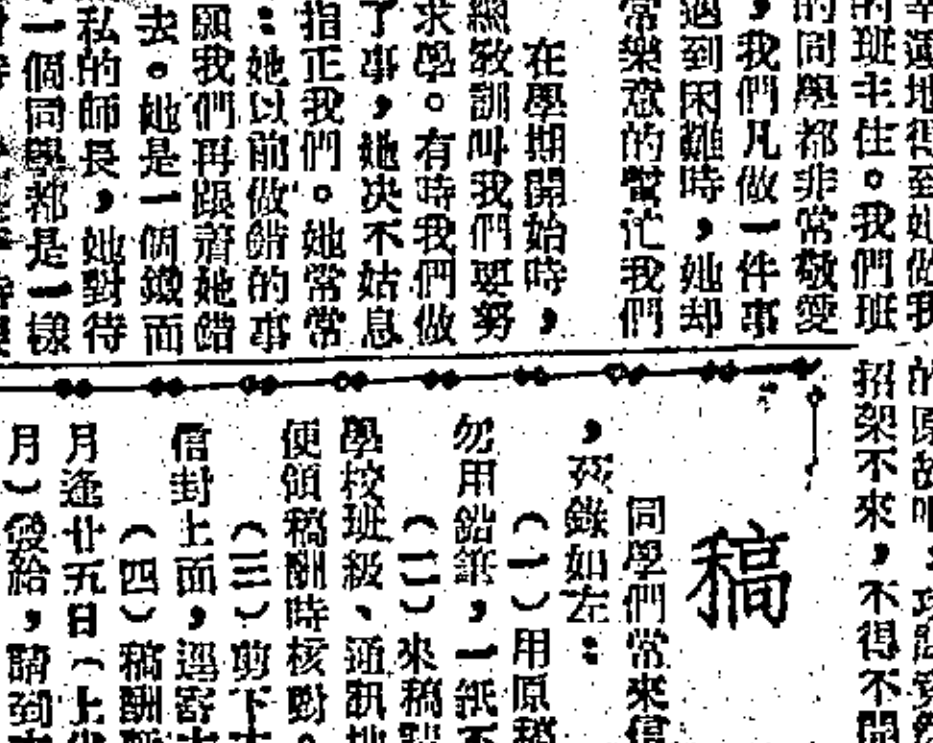 幸運地得到她做我
的班主任。我們班
的同學都非常敬愛
，我們凡做一件事
遇到困難時，她却
常樂意的幫忙我們
在學期開始時，
敎訓叫我們要努
求學。有時我們做
了事，她决不姑息
指正我們。她常常
：她以前做錯的事
願我們再跟着她錯
去。她是一個鐵面
私的師長，她對待
一個同學都是一樣
的原故
招架不來，不得不開
稿
同學們常來信
，茲錄如左：
（一）用原稿
勿用鉛筆，一紙不
（二）來稿
學校班級、通訊
便領稿酬時核對。
（三）剪下
信封上面，逕寄
（四）稿酬
月逢廿五日（上
月）發給，請到